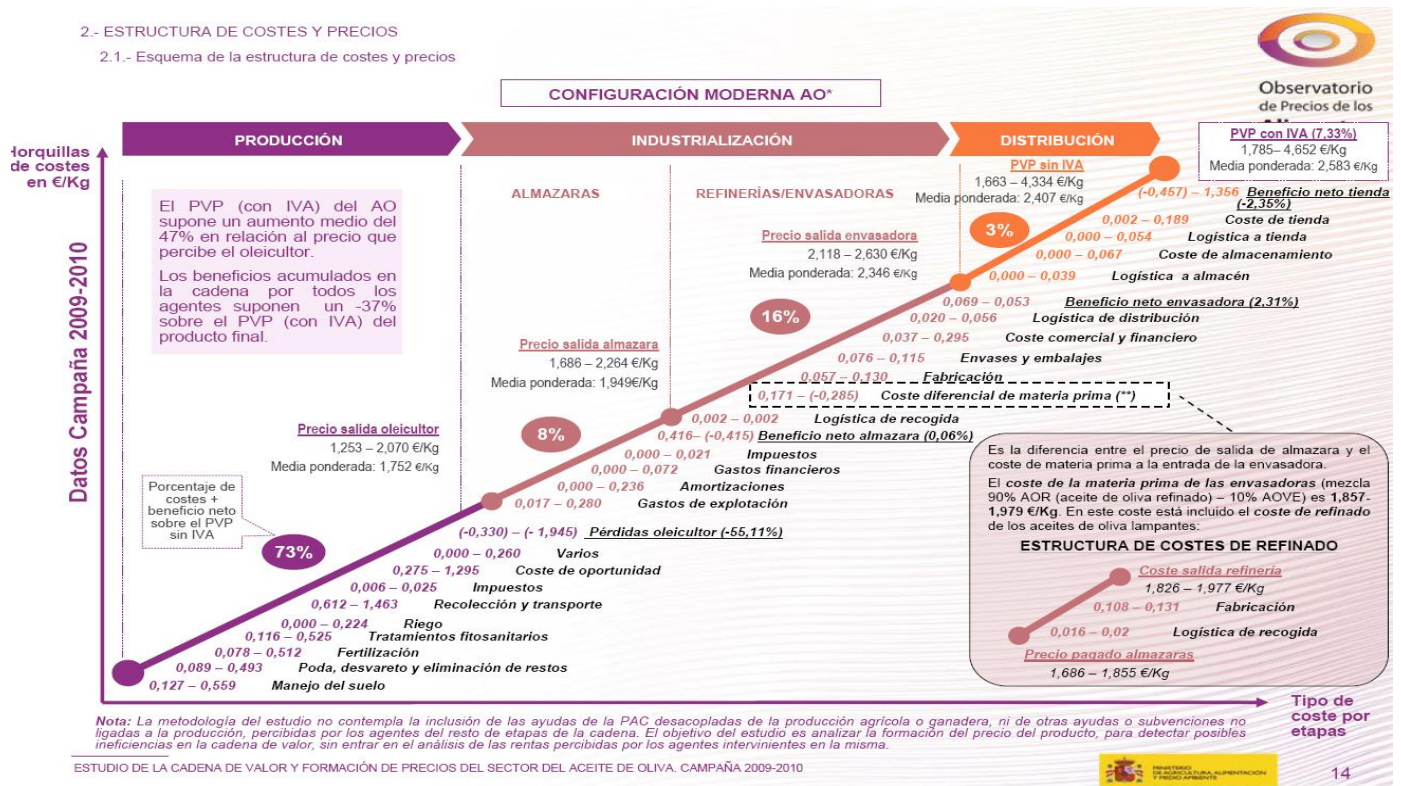 2.- ESTRUCTURA DE COSTES Y PRECIOS
2.1.- Esquema de la estructura de costes y precios
Observatorio
de Precios de los
CONFIGURACIÓN MODERNA AO*
PRODUCCIÓN
INDUSTRIALIZACIÓN
DISTRIBUCIÓN
ALMAZARAS
REFINERÍAS/ENVASADORAS
de costes
en €/Kg
Datos Campaña 2009-2010
El PVP (con IVA) del AO
supone un aumento medio del
47% en relación al precio que
percibe el oleicultor.
Los beneficios acumulados en
la cadena por todos los
agentes suponen un -37%
sobre el PVP (con IVA) del
producto final.
PVP con IVA (7,33%)
1,785– 4,652 €/Kg
Media ponderada: 2,583 €/Kg
PVP sin IVA
1,663 – 4,334 €/Kg
Media ponderada: 2,407 €/Kg
(-0,457) – 1,356 Beneficio neto tienda
(-2,35%)
0,002 – 0,189 Coste de tienda
3%
0,000 – 0,054 Logística a tienda
0,000 – 0,067 Coste de almacenamiento
0,000 – 0,039 Logística a almacén
Precio salida envasadora
2,118 – 2,630 €/Kg
Media ponderada: 2,346 €/Kg
16%
0,069 – 0,053 Beneficio neto envasadora (2,31%)
0,020 – 0,056 Logística de distribución
0,037 – 0,295 Coste comercial y financiero
0,076 – 0,115 Envases y embalajes
0,057 – 0,130 Fabricación
0,171 – (-0,285) Coste diferencial de materia prima (**)
0,002 – 0,002 Logística de recogida
Precio salida almazara
1,686 – 2,264 €/Kg
Media ponderada: 1,949€/Kg
8%
0,416– (-0,415) Beneficio neto almazara (0,06%)
0,000 – 0,021 Impuestos
0,000 – 0,072 Gastos financieros
0,000 – 0,236 Amortizaciones
0,017 – 0,280 Gastos de explotación
Precio salida oleicultor
1,253 – 2,070 €/Kg
Media ponderada: 1,752 €/Kg
Porcentaje de
costes +
beneficio neto
sobre el PVP
sin IVA
73%
(-0,330) – (- 1,945) Pérdidas oleicultor (-55,11%)
0,000 – 0,260 Varios
0,275 – 1,295 Coste de oportunidad
0,006 – 0,025 Impuestos
0,612 – 1,463 Recolección y transporte
0,000 – 0,224 Riego
0,116 – 0,525 Tratamientos fitosanitarios
0,078 – 0,512 Fertilización
0,089 – 0,493 Poda, desvareto y eliminación de restos
0,127 – 0,559 Manejo del suelo
Es la diferencia entre el precio de salida de almazara y el
coste de materia prima a la entrada de la envasadora.
El coste de la materia prima de las envasadoras (mezcla
90% AOR (aceite de oliva refinado) – 10% AOVE) es 1,857-
1,979 €/Kg. En este coste está incluido el coste de refinado
de los aceites de oliva lampantes:
ESTRUCTURA DE COSTES DE REFINADO
Coste salida refinería
1,826 – 1,977 €/Kg
0,108 – 0,131 Fabricación
0,016 – 0,02 Logística de recogida
Precio pagado almazaras
1,686 – 1,855 €/Kg
Tipo de
coste por
etapas
Nota: La metodología del estudio no contempla la inclusión de las ayudas de la PAC desacopladas de la producción agrícola o ganadera, ni de otras ayudas o subvenciones no
ligadas a la producción, percibidas por los agentes del resto de etapas de la cadena. El objetivo del estudio es analizar la formación del precio del producto, para detectar posibles
ineficiencias en la cadena de valor, sin entrar en el análisis de las rentas percibidas por los agentes intervinientes en la misma.
ESTUDIO DE LA CADENA DE VALOR Y FORMACIÓN DE PRECIOS DEL SECTOR DEL ACEITE DE OLIVA. CAMPAÑA 2009-2010
MINISTERIO
DE AGRICULTURA, ALIMENTACIÓN
Y MEDIO AMBIENTE
14